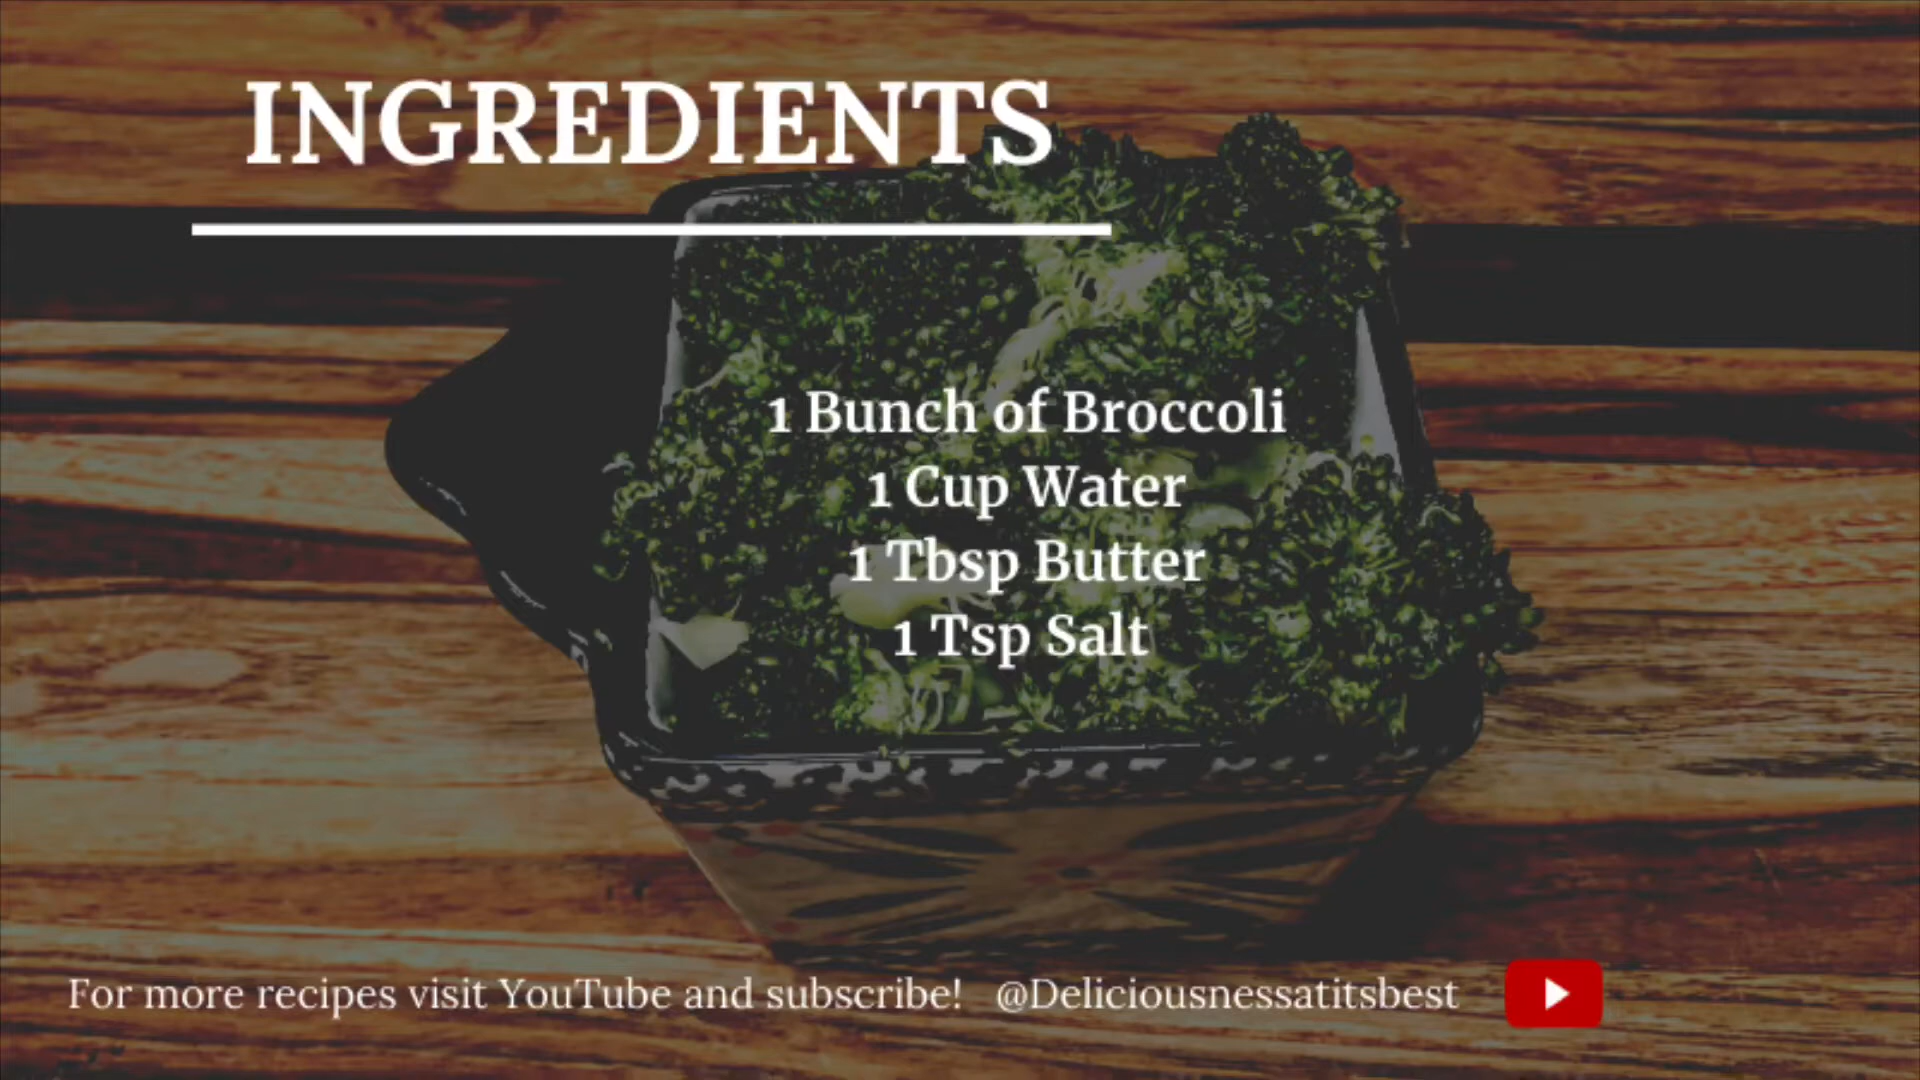 INGREDIENTS
1 Bunch of Broccoli
1 Cup Water
1 Tbsp Butter
1 Tsp Salt
For more recipes visit YouTube and subscribe! @Deliciousnessatitsbest